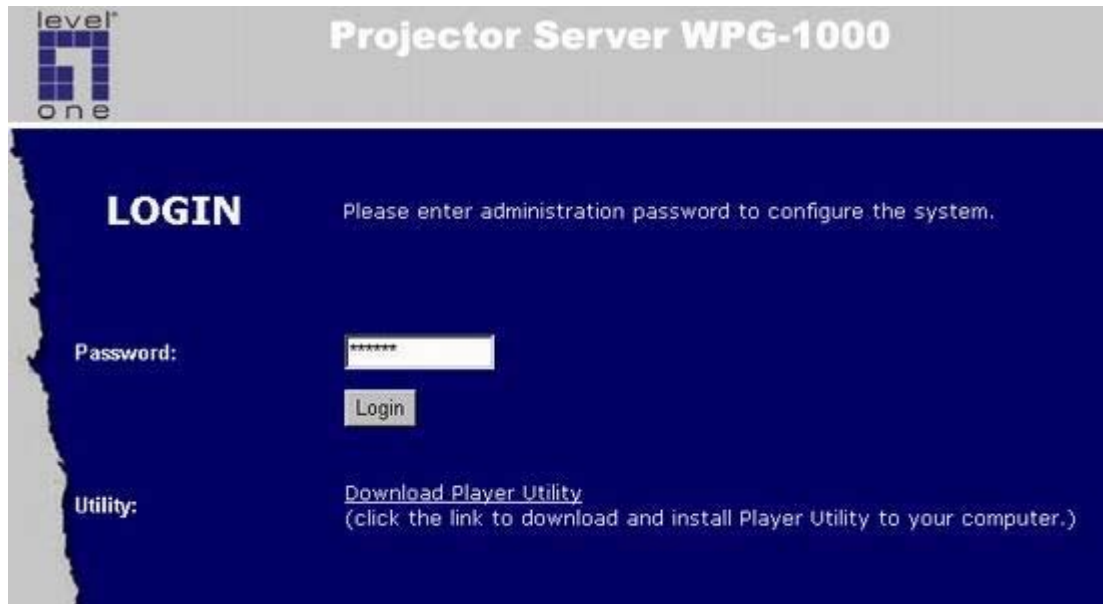 level
one
Projector Server WPG-1000
LOGIN
Please enter administration password to configure the system.
Password:
******
Login
Utility:
Download Player Utility
(click the link to download and install Player Utility to your computer.)